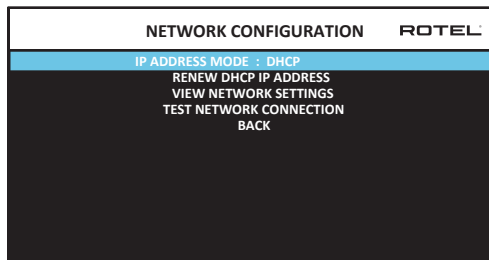 NETWORK CONFIGURATION ROTEL
IP ADDRESS MODE : DHCP
RENEW DHCP IP ADDRESS
VIEW NETWORK SETTINGS
TEST NETWORK CONNECTION
BACK